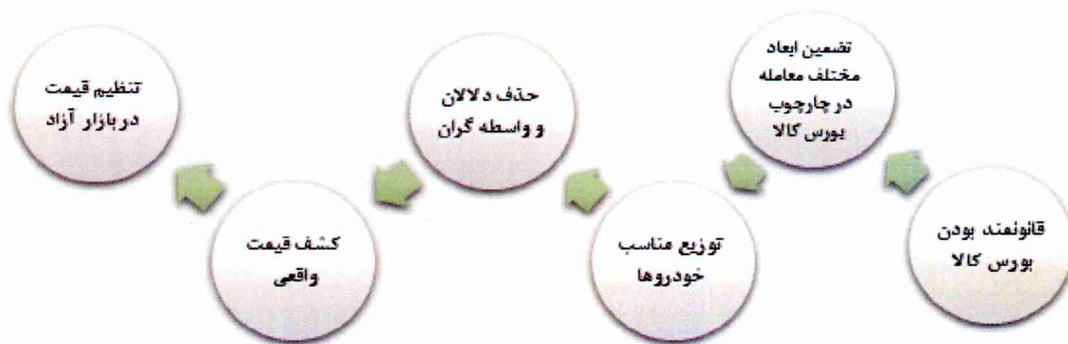 قانونمند بودن
بورس کالا
تضمین ابعاد
مختلف معامله
در چارچوب
بورس کالا
توزیع مناسب
خودروها
حذف دلالان
و واسطه گران
کشف قیمت
واقعی
تنظیم قیمت
در بازار آزاد